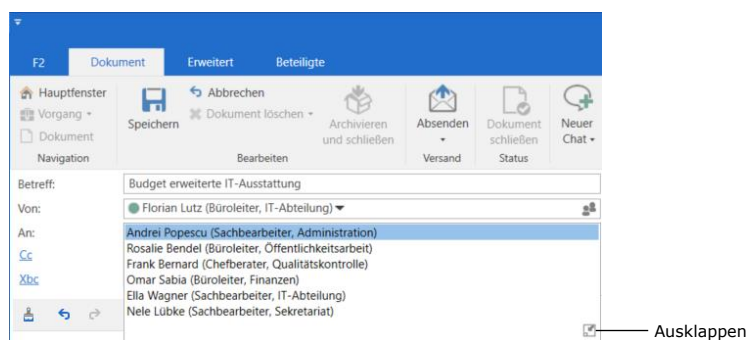 F2 Dokument Erweitert Beteiligte
Hauptfenster
Vorgang
Dokument
Navigation
Speichern
Abbrechen
Dokument löschen
Archivieren
und schließen
Bearbeiten
Absenden
Versand
Dokument
schließen
Status
Neuer
Chat
Betreff: Budget erweiterte IT-Ausstattung
Von: Florian Lutz (Büroleiter, IT-Abteilung)
An: Andrei Popescu (Sachbearbeiter, Administration)
Rosalie Bendel (Büroleiter, Öffentlichkeitsarbeit)
Cc
Frank Bernard (Chefberater, Qualitätskontrolle)
Xbc
Omar Sabia (Büroleiter, Finanzen)
Ella Wagner (Sachbearbeiter, IT-Abteilung)
Nele Lübke (Sachbearbeiter, Sekretariat)
Ausklappen